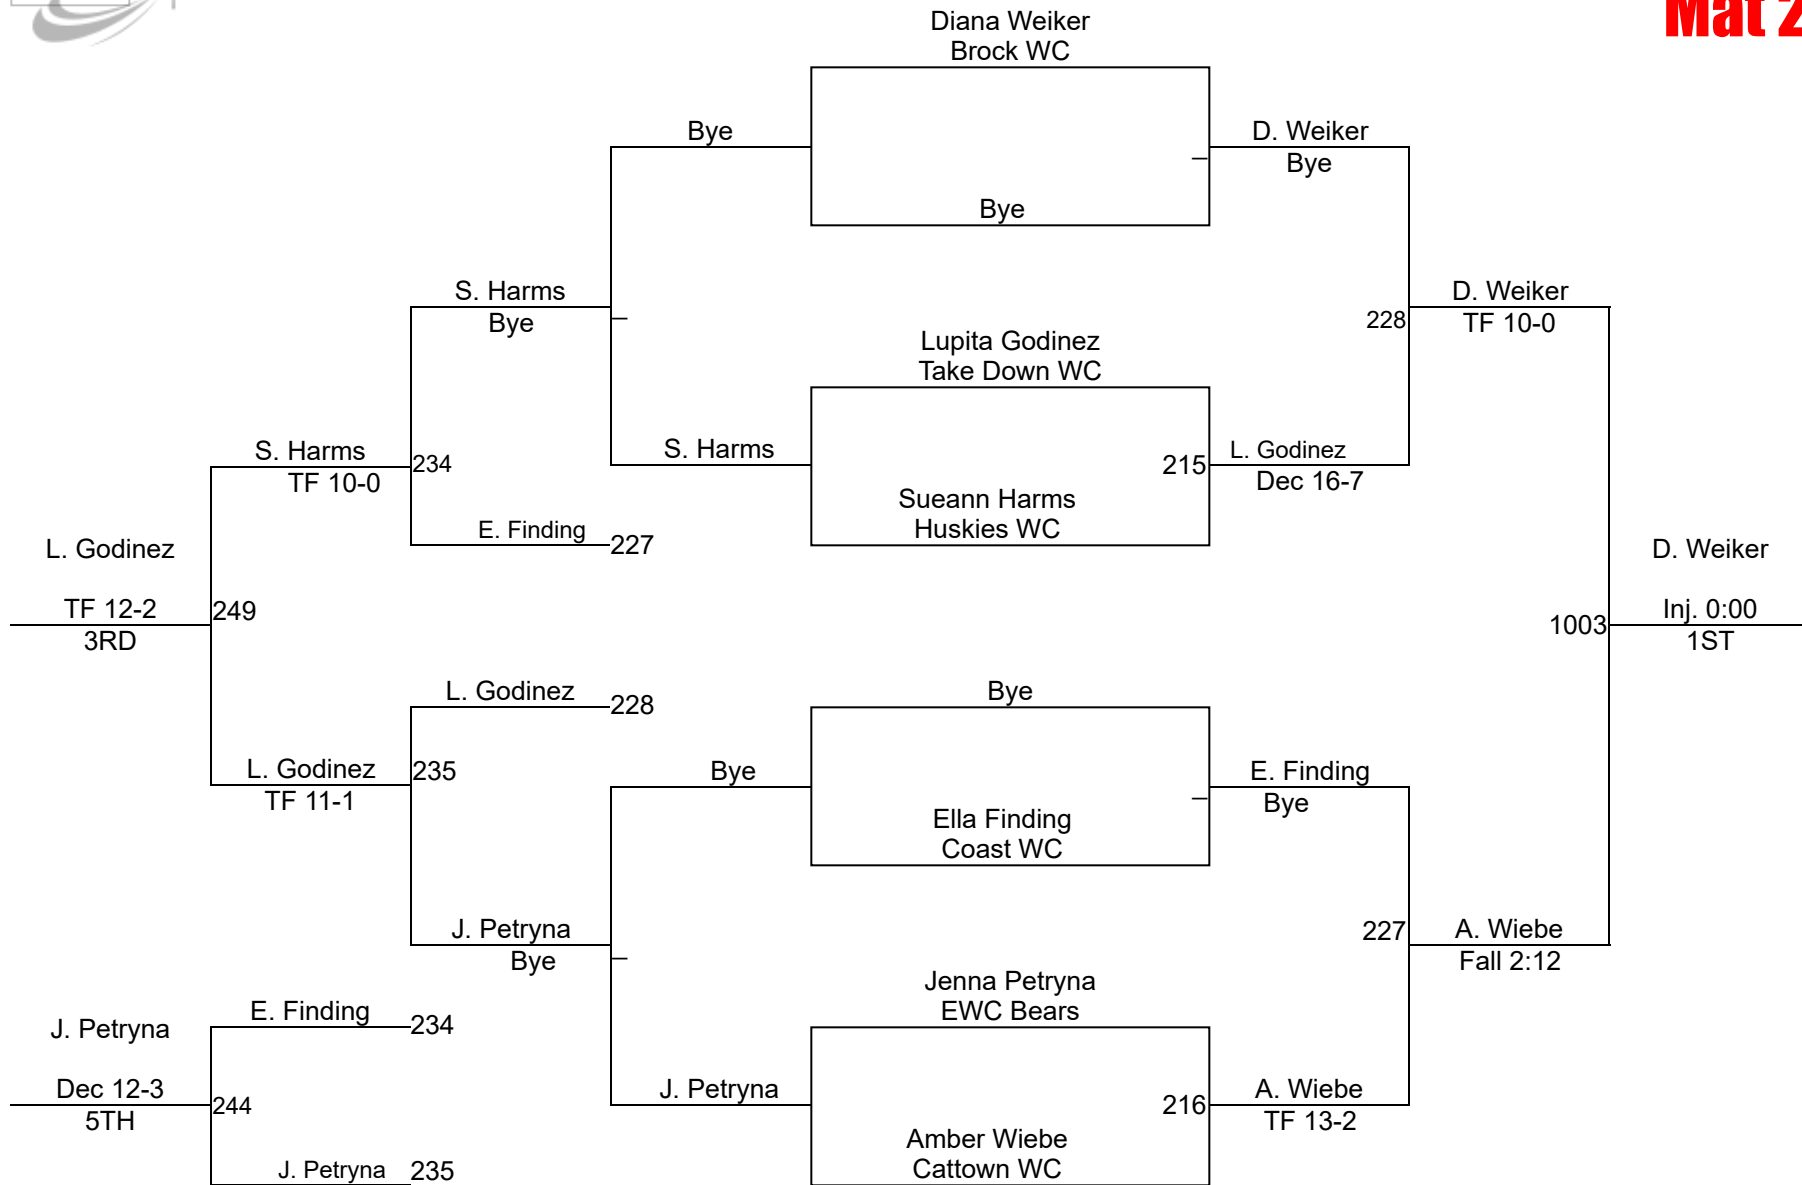 Mat 2
Diana Weiker
Brock WC
Bye
D. Weiker
Bye
Bye
S. Harms
Bye
D. Weiker
TF 10-0
228
Lupita Godinez
Take Down WC
S. Harms
TF 10-0
234
S. Harms
215
L. Godinez
Dec 16-7
Sueann Harms
Huskies WC
E. Finding
227
L. Godinez
TF 12-2
3RD
249
D. Weiker
Inj. 0:00
1ST
1003
L. Godinez
228
Bye
L. Godinez
TF 11-1
235
Bye
E. Finding
Bye
Ella Finding
Coast WC
J. Petryna
Bye
227
A. Wiebe
Fall 2:12
Jenna Petryna
EWC Bears
E. Finding
234
J. Petryna
Dec 12-3
5TH
244
J. Petryna
216
A. Wiebe
TF 13-2
Amber Wiebe
Cattown WC
J. Petryna
235